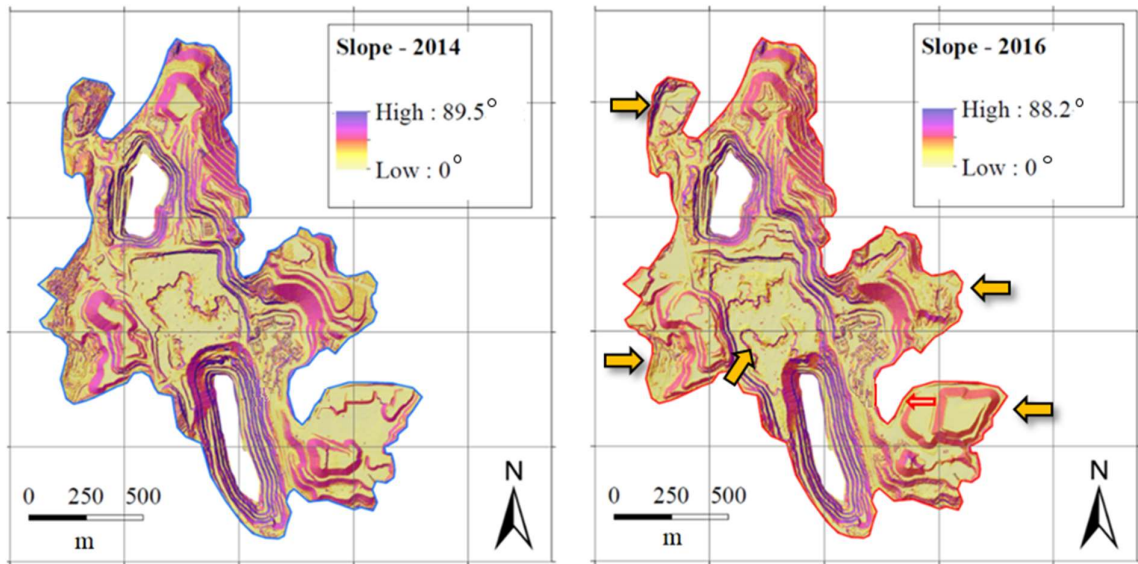 Slope - 2014
High : 89.5°
Low : 0°
N
0 250 500
m
Slope - 2016
High : 88.2°
Low : 0°
N
0 250 500
m